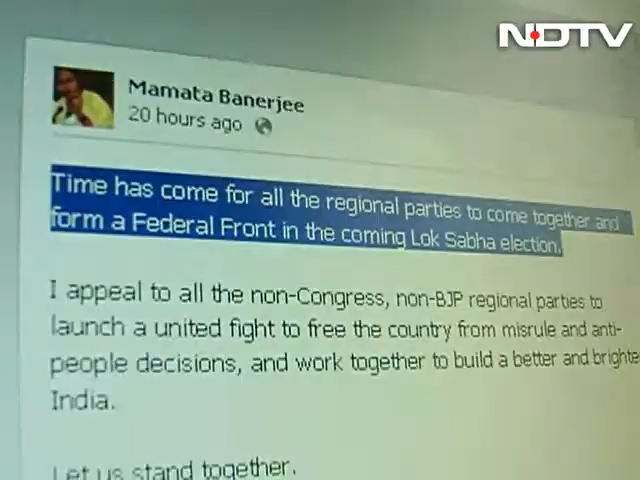 NDTV
Mamata Banerjee
20 hours ago
Time has come for all the regional parties to come together and
form a Federal Front in the coming Lok Sabha election.
I appeal to all the non-Congress, non-BJP regional parties to
launch a united fight to free the country from misrule and anti-
people decisions, and work together to build a better and brighte
India.
Let us stand together.